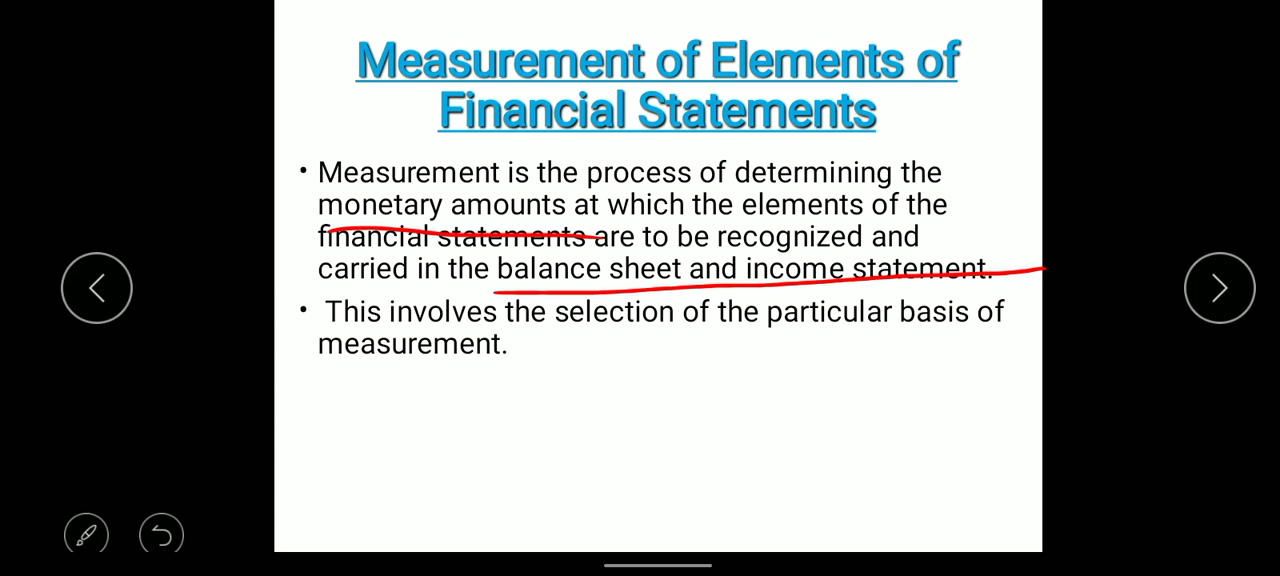 Measurement of Elements of
Financial Statements
• Measurement is the process of determining the
monetary amounts at which the elements of the
financial statements are to be recognized and
carried in the balance sheet and income statement.
• This involves the selection of the particular basis of
measurement.